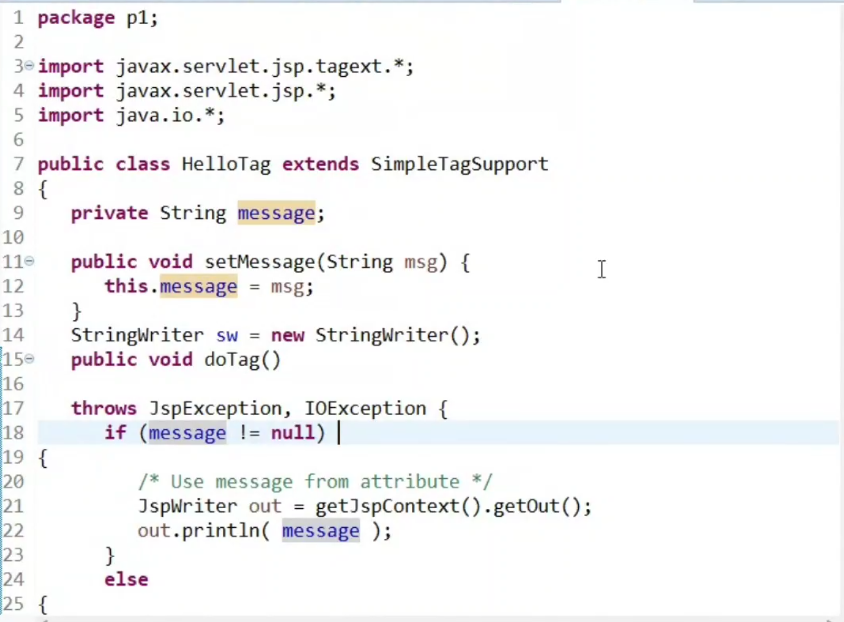 1 package p1;
2
3 import javax.servlet.jsp.tagext.*;
4 import javax.servlet.jsp.*;
5 import java.io.*;
6
7 public class HelloTag extends SimpleTagSupport
8 {
9 private String message;
10
11 public void setMessage(String msg) {
12 this.message = msg;
13 }
14 StringWriter sw = new StringWriter();
15 public void doTag()
16
17 throws JspException, IOException {
18 if (message != null)
19 {
20 /* Use message from attribute */
21 JspWriter out = getJspContext().getOut();
22 out.println( message );
23 }
24 else
25 {